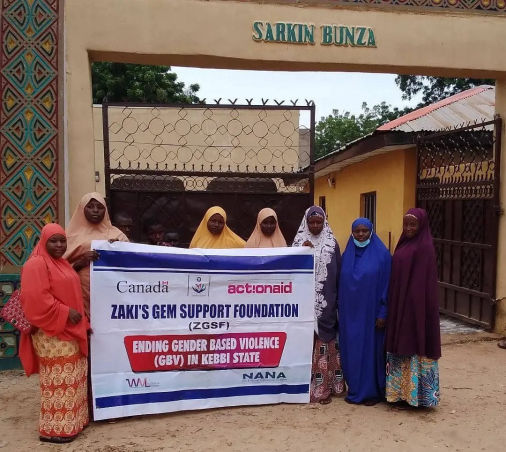 SARKIN BUNZA
Canada actionaid
ZAKI'S GEM SUPPORT FOUNDATION
(ZGSF)
ENDING GENDER BASED VIOLENCE
(GBV) IN KEBBI STATE
NANA